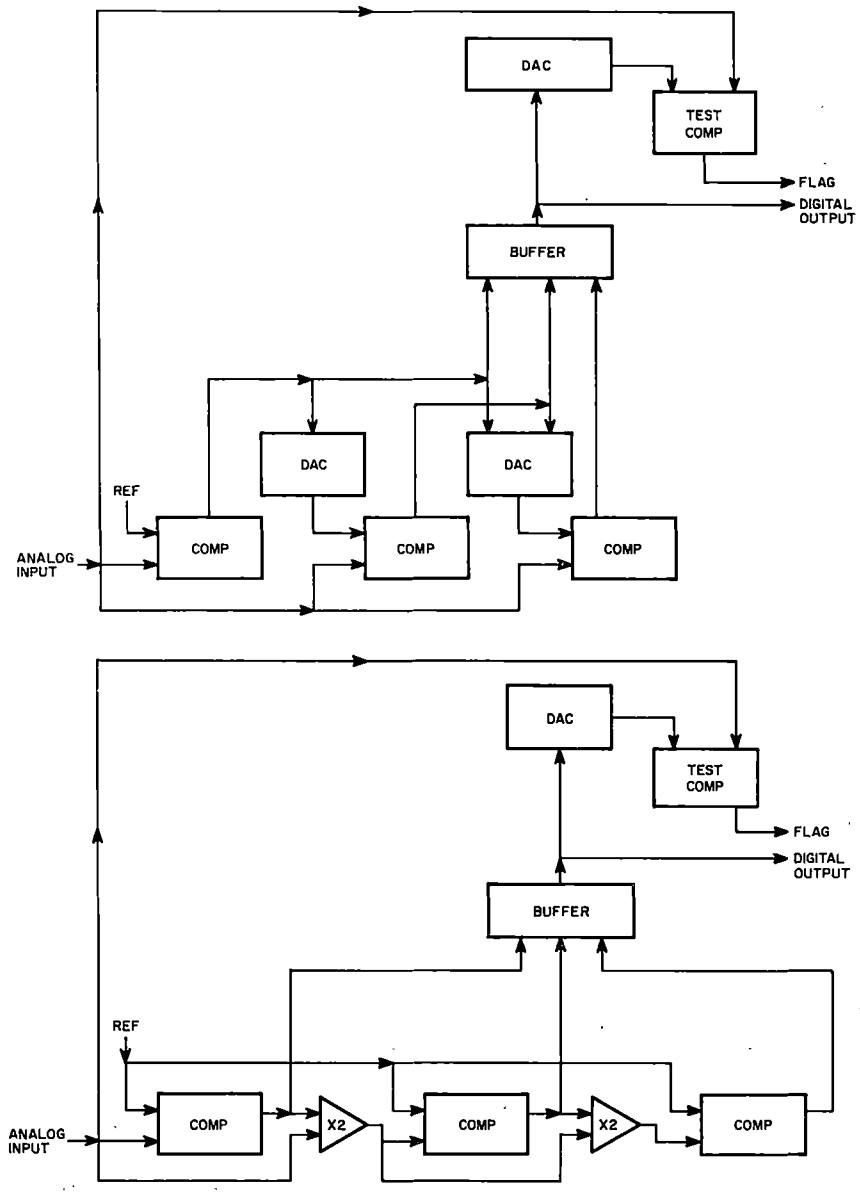 DAC
TEST
COMP
FLAG
DIGITAL
OUTPUT
BUFFER
DAC
DAC
REF
COMP
COMP
COMP
ANALOG
INPUT
DAC
TEST
COMP
FLAG
DIGITAL
OUTPUT
BUFFER
REF
COMP
X2
COMP
X2
COMP
ANALOG
INPUT